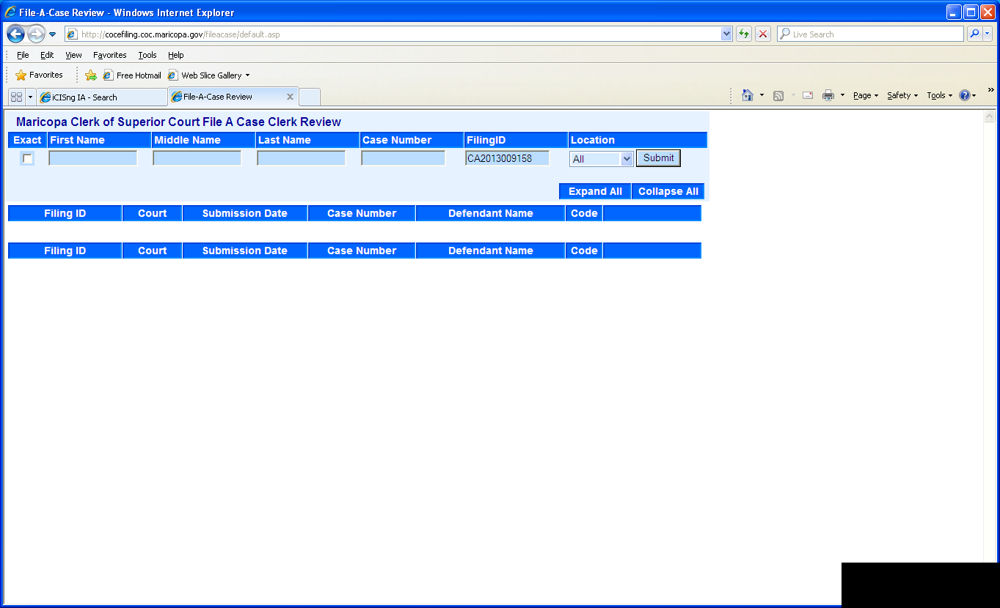 File-A-Case Review - Windows Internet Explorer
http://cocefiling.coc.maricopa.gov/fileacase/default.asp
Live Search
File Edit View Favorites Tools Help
Favorites Free Hotmail Web Slice Gallery
iCISng IA - Search File-A-Case Review X Page Safety Tools »
Maricopa Clerk of Superior Court File A Case Clerk Review
Exact First Name Middle Name Last Name Case Number FilingID Location
CA2013009158 All Submit
Expand All Collapse All
Filing ID Court Submission Date Case Number Defendant Name Code
Filing ID Court Submission Date Case Number Defendant Name Code